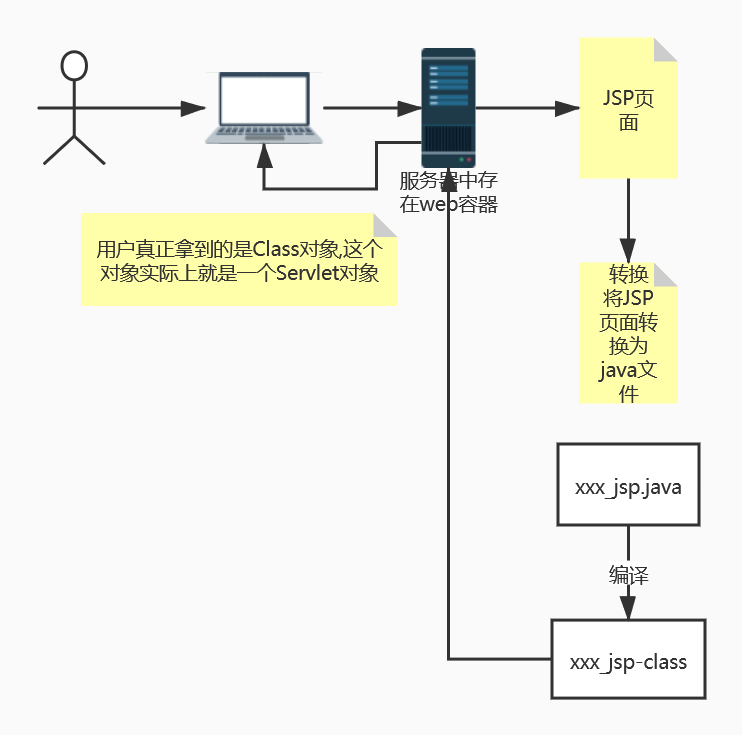 JSP页
面
服务器中存
在web容器
用户真正拿到的是Class对象,这个
对象实际上就是一个Servlet对象
转换
将JSP
页面转
换为
java文
件
xxx_jsp.java
编译
xxx_jsp-class